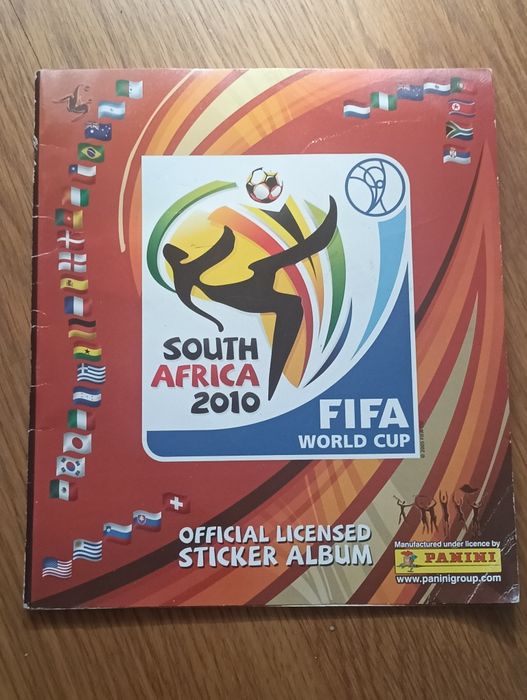 SOUTH
AFRICA
2010
FIFA
WORLD CUP
OFFICIAL LICENSED
STICKER ALBUM
Manufactured under licence by
PANINI
www.paninigroup.com